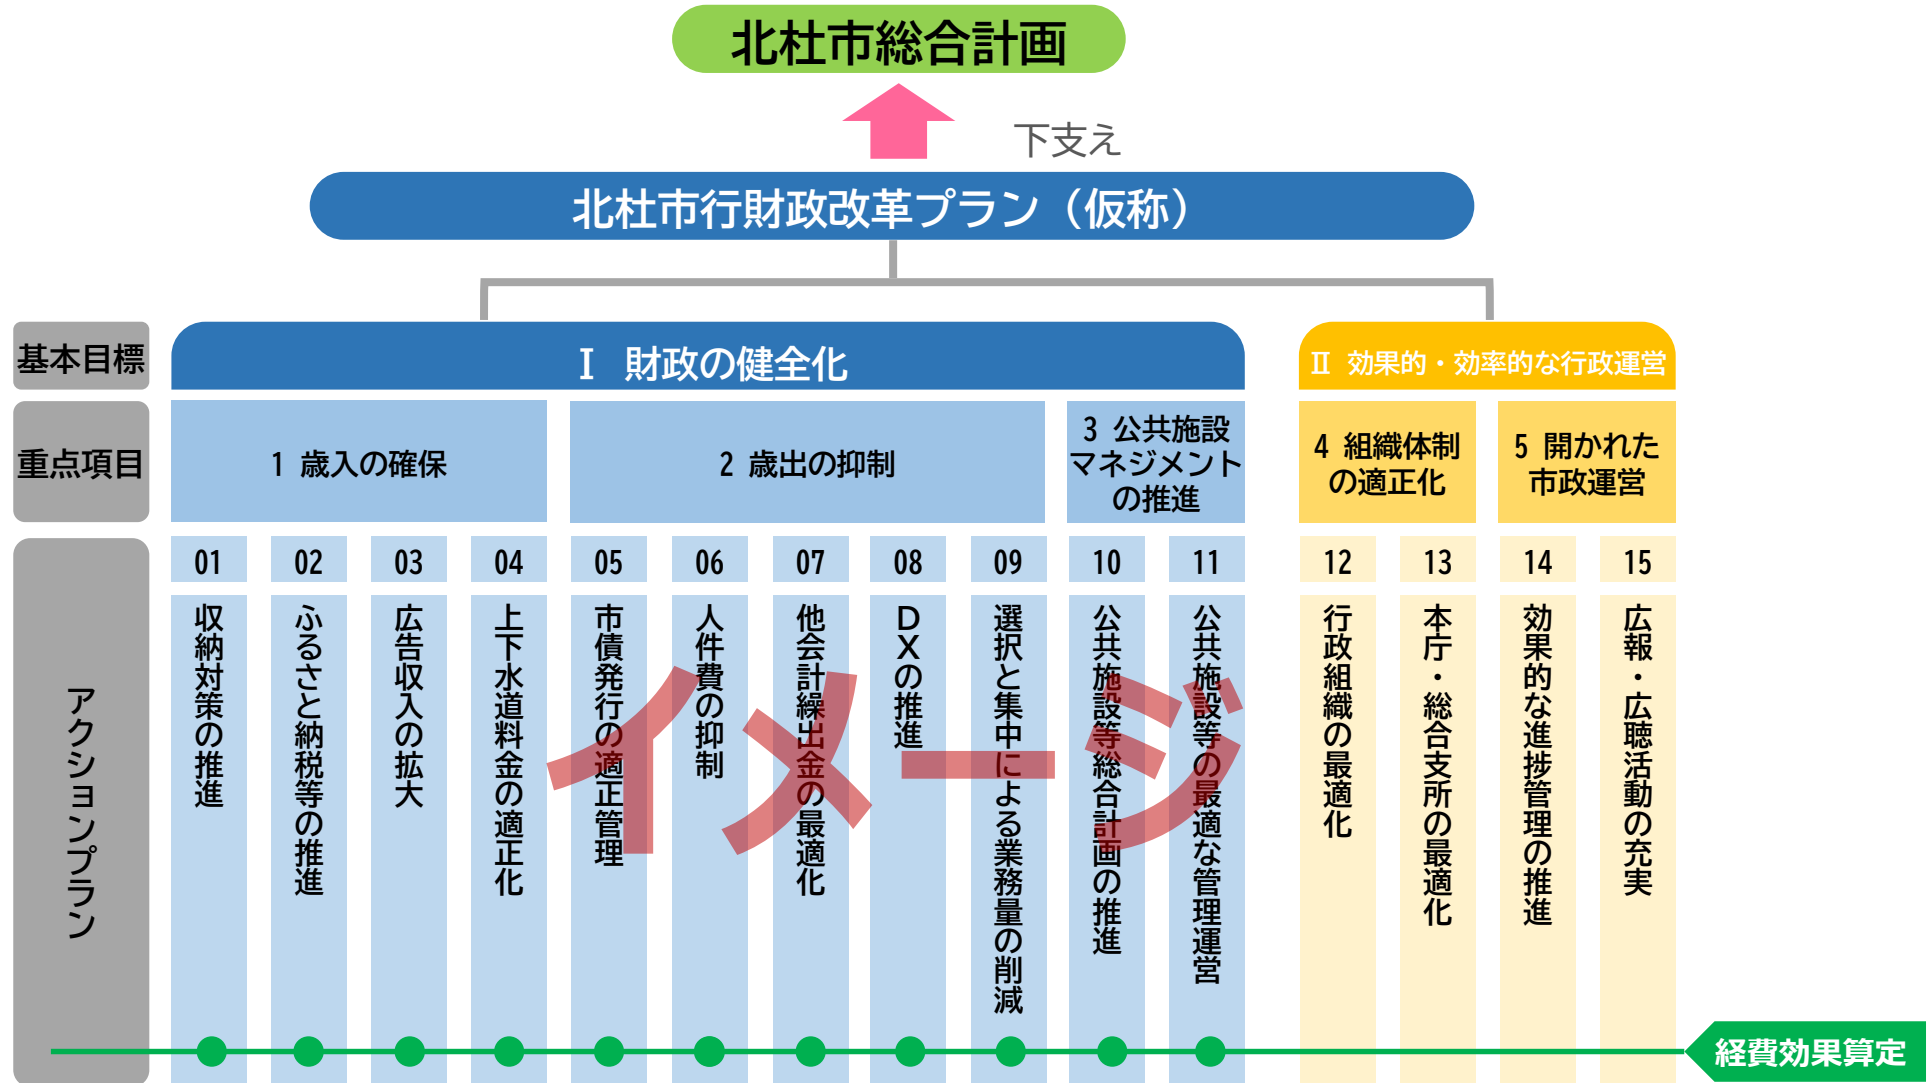 北杜市総合計画
下支え
北杜市行財政改革プラン（仮称）
基本目標
Ⅰ 財政の健全化
Ⅱ 効果的・効率的な行政運営
重点項目
1 歳入の確保
2 歳出の抑制
3 公共施設
マネジメント
の推進
4 組織体制
の適正化
5 開かれた
市政運営
アクションプラン
01
収納対策の推進
02
ふるさと納税等の推進
03
広告収入の拡大
04
上下水道料金の適正化
05
市債発行の適正管理
06
人件費の抑制
07
他会計繰出金の最適化
08
DXの推進
09
選択と集中による業務量の削減
10
公共施設等総合計画の推進
11
公共施設等の最適な管理運営
12
行政組織の最適化
13
本庁・総合支所の最適化
14
効果的な進捗管理の推進
15
広報・広聴活動の充実
イメージ
経費効果算定